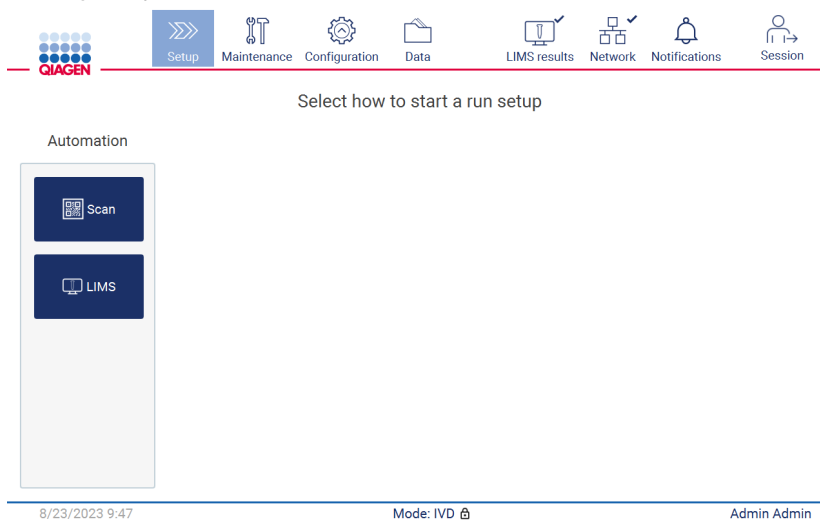 QIAGEN
Setup
Maintenance
Configuration
Data
LIMS results
Network
Notifications
Session
Select how to start a run setup
Automation
Scan
LIMS
8/23/2023 9:47
Mode: IVD
Admin Admin